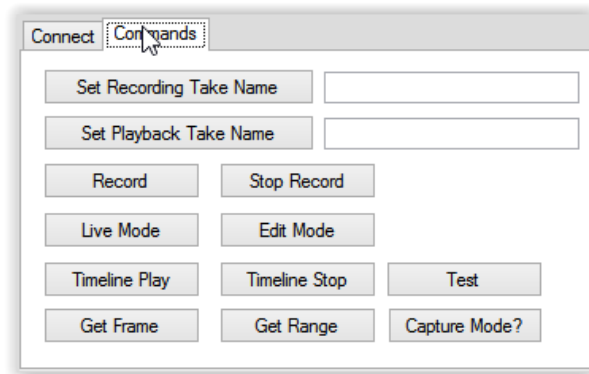 Connect Commands
Set Recording Take Name
Set Playback Take Name
Record Stop Record
Live Mode Edit Mode
Timeline Play Timeline Stop Test
Get Frame Get Range Capture Mode?